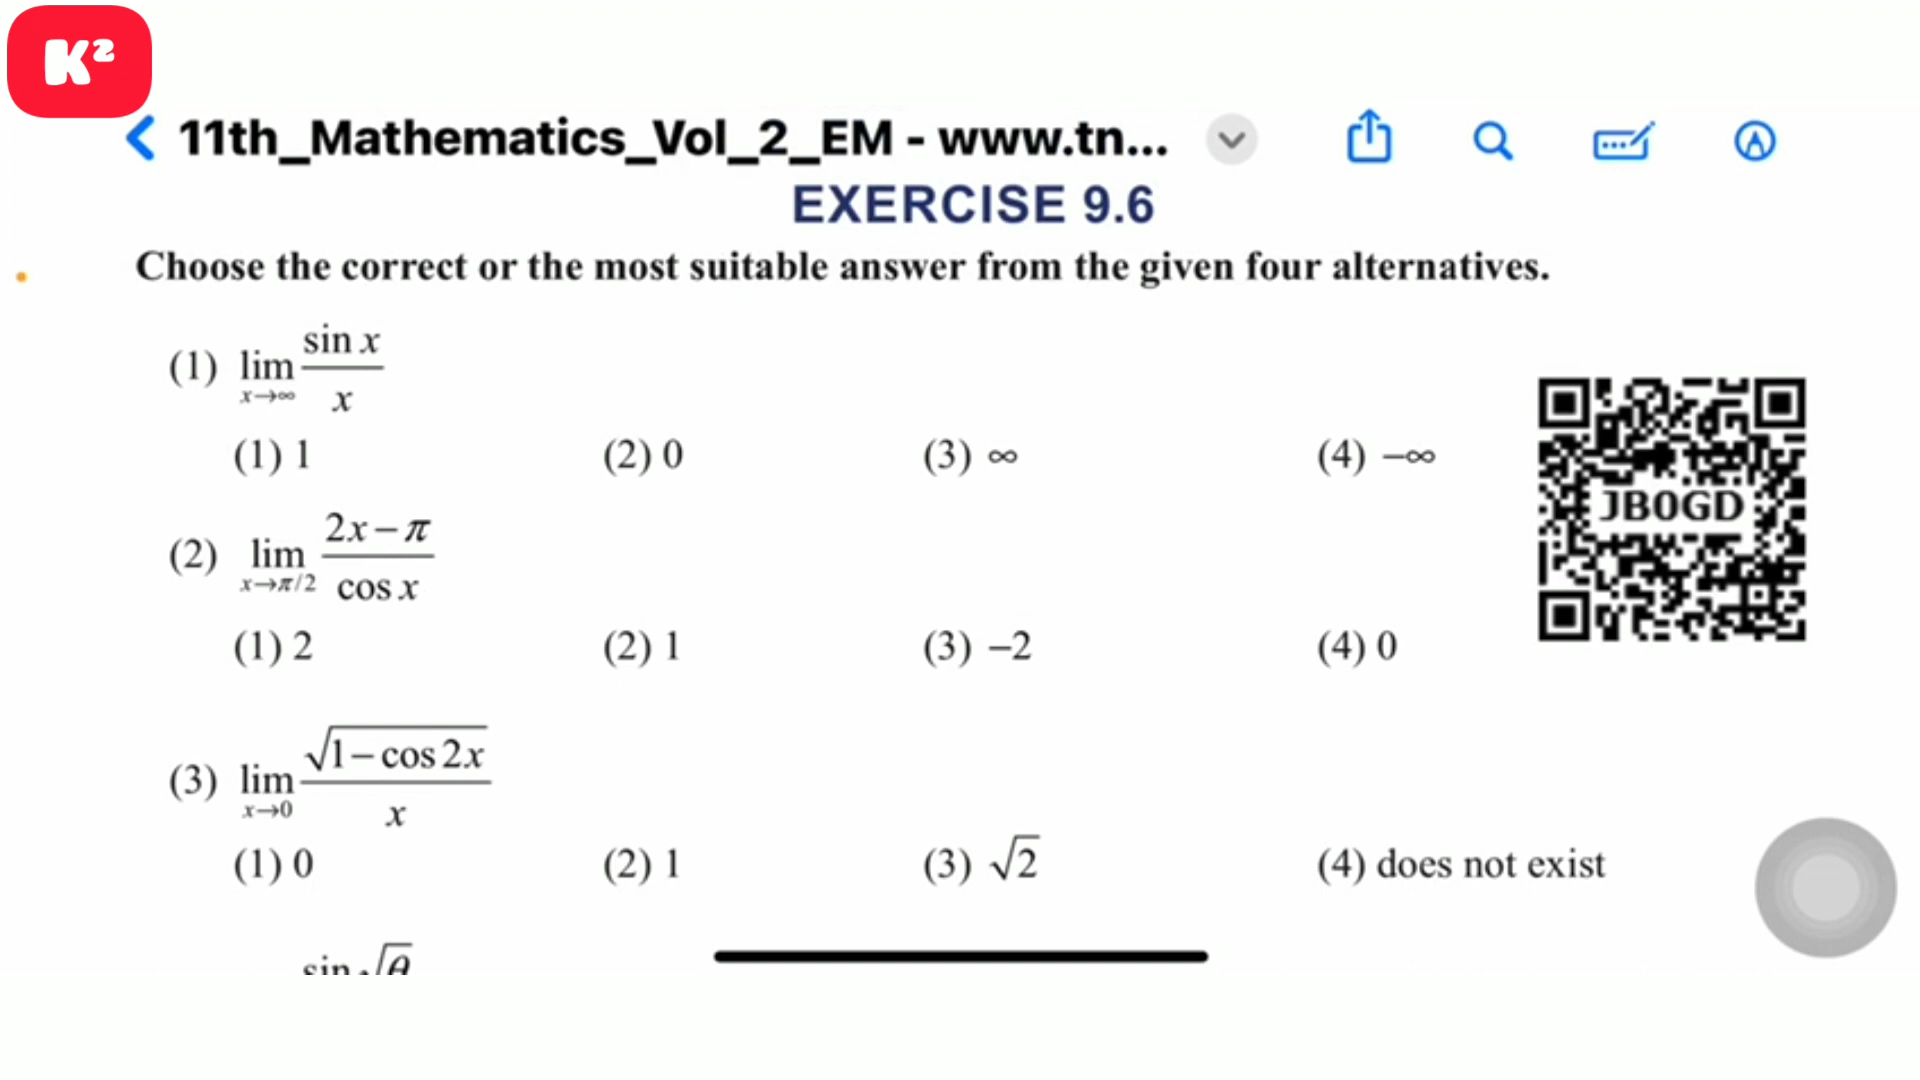 K²
11th_Mathematics_Vol_2_EM - www.tn...
EXERCISE 9.6
Choose the correct or the most suitable answer from the given four alternatives.
(1) lim x→∞ sin x / x
(1) 1 (2) 0 (3) ∞ (4) −∞
JB0GD
(2) lim x→π/2 2x − π / cos x
(1) 2 (2) 1 (3) −2 (4) 0
(3) lim x→0 √(1 − cos 2x) / x
(1) 0 (2) 1 (3) √2 (4) does not exist
sin √θ